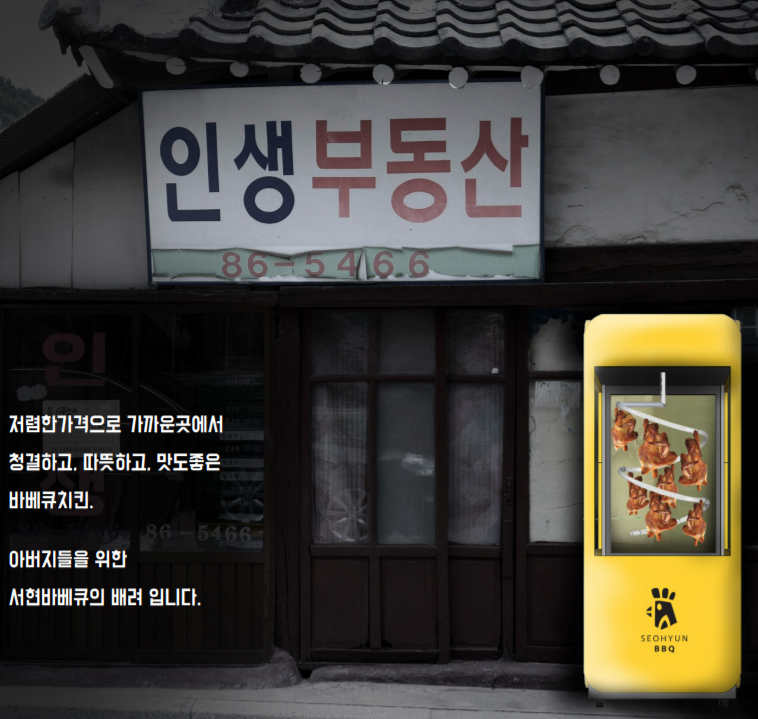 인생부동산
86-5466
인
생
86-5466
저렴한가격으로 가까운곳에서
청결하고, 따뜻하고, 맛도좋은
바베큐치킨.
아버지들을 위한
서현바베큐의 배려 입니다.
SEOHYUN
BBQ